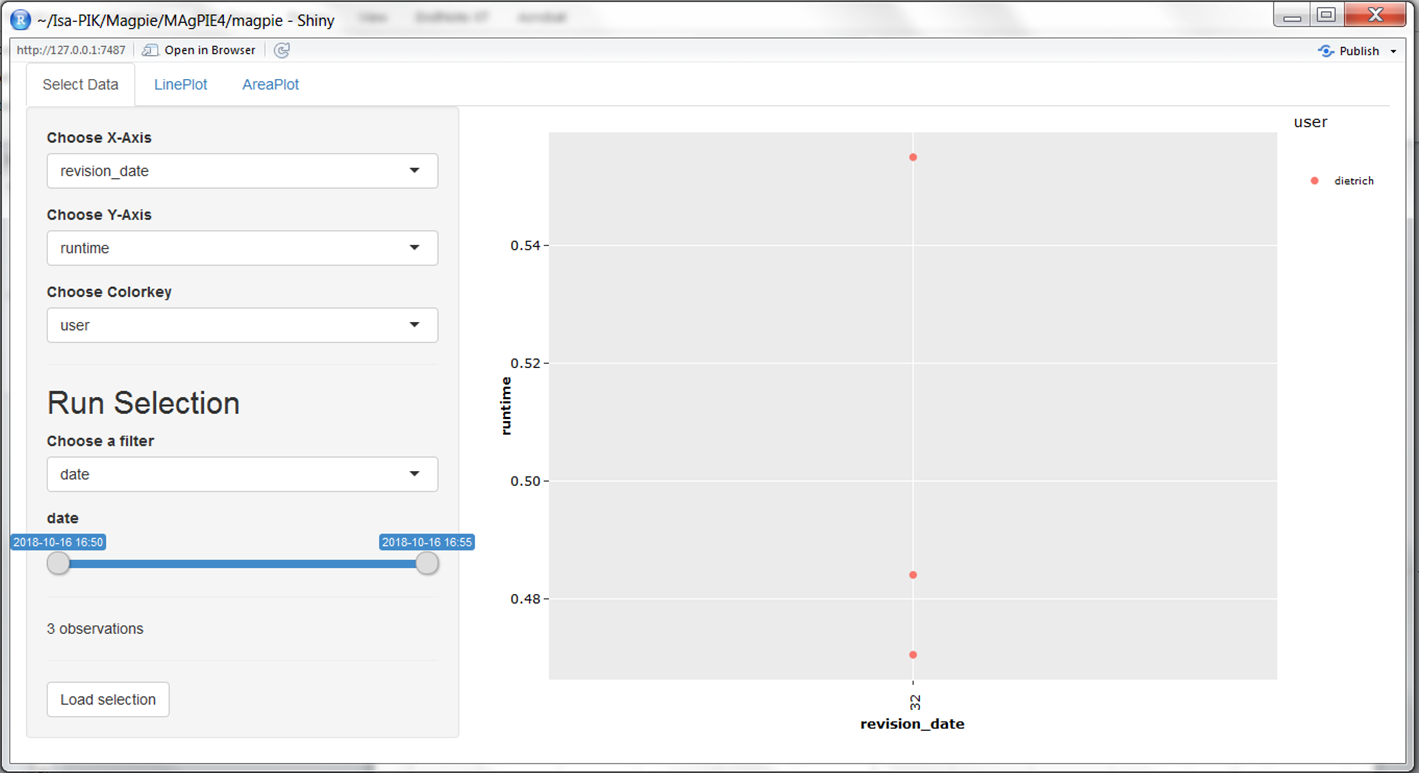 ~/Isa-PIK/Magpie/MAgPIE4/magpie - Shiny
http://127.0.0.1:7487 Open in Browser Publish
Select Data LinePlot AreaPlot
Choose X-Axis
revision_date
Choose Y-Axis
runtime
Choose Colorkey
user
Run Selection
Choose a filter
date
date
2018-10-16 16:50 2018-10-16 16:55
3 observations
Load selection
user
dietrich
runtime
0.54
0.52
0.50
0.48
32
revision_date